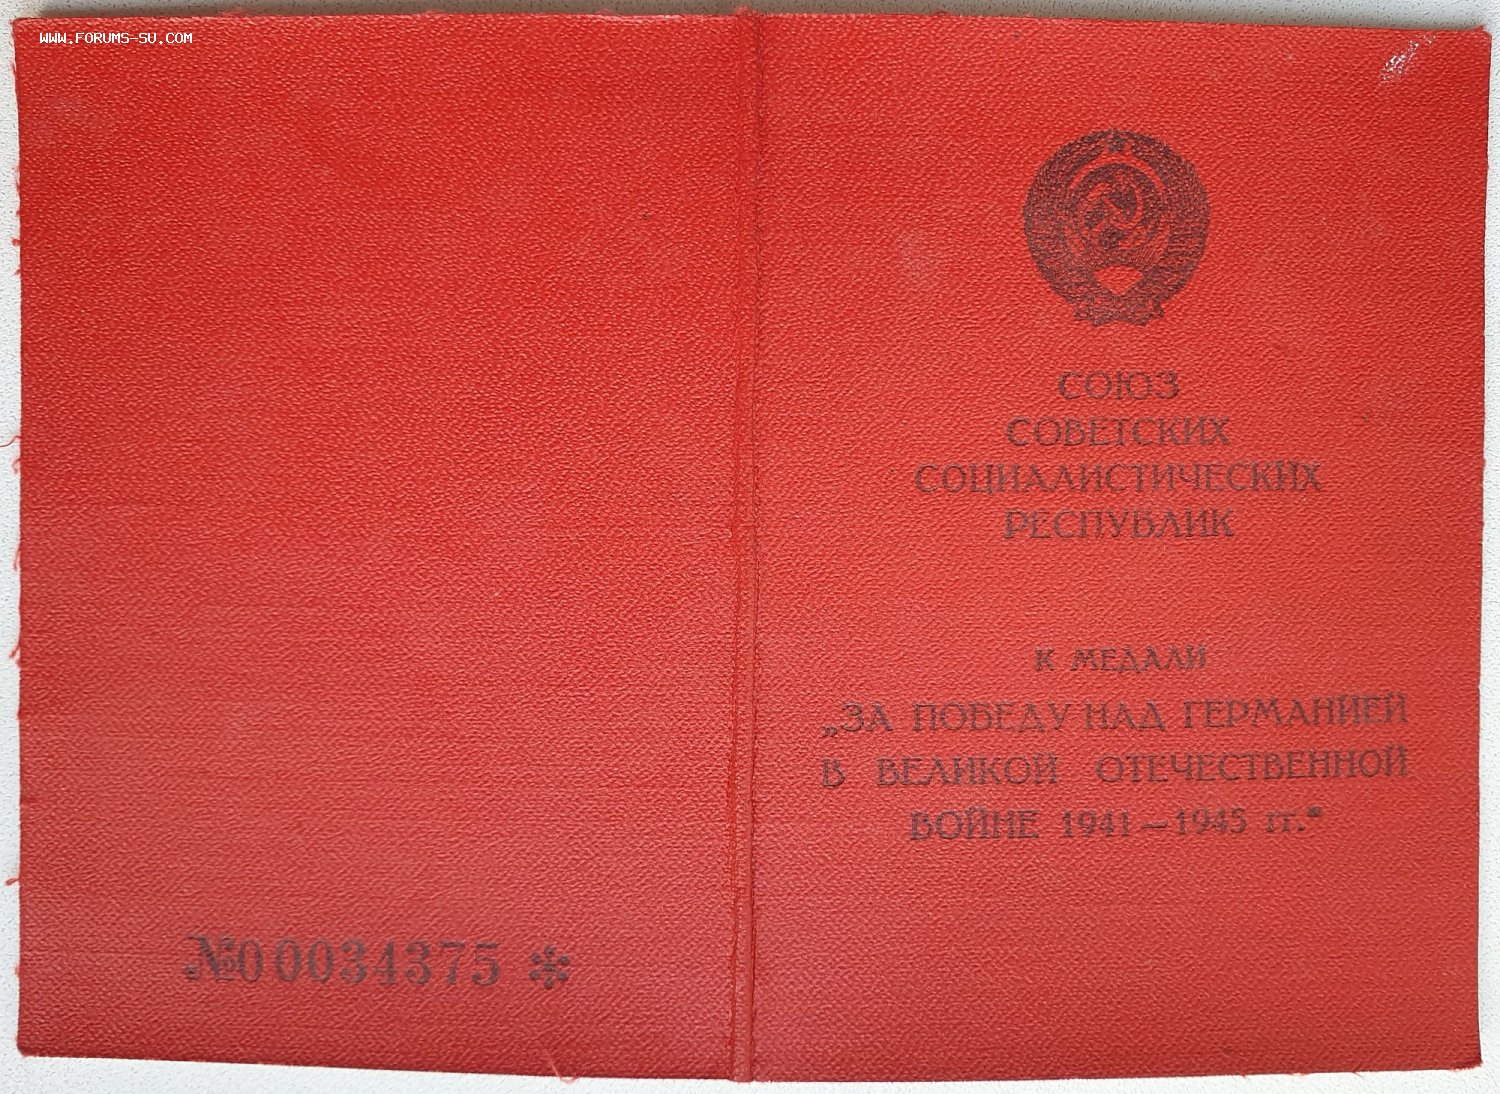 WWW.FORUMS-SU.COM
СОЮЗ
СОВЕТСКИХ
СОЦИАЛИСТИЧЕСКИХ
РЕСПУБЛИК
К МЕДАЛИ
„ЗА ПОБЕДУ НАД ГЕРМАНИЕЙ
В ВЕЛИКОЙ ОТЕЧЕСТВЕННОЙ
ВОЙНЕ 1941—1945 гг.“
№00034375 *